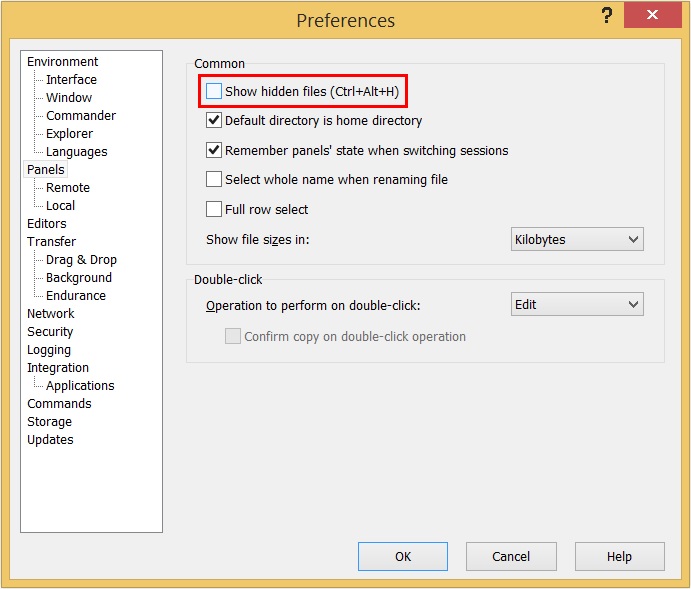 Preferences
?
Environment
Interface
Window
Commander
Explorer
Languages
Panels
Remote
Local
Editors
Transfer
Drag & Drop
Background
Endurance
Network
Security
Logging
Integration
Applications
Commands
Storage
Updates
Common
Show hidden files (Ctrl+Alt+H)
Default directory is home directory
Remember panels' state when switching sessions
Select whole name when renaming file
Full row select
Show file sizes in: Kilobytes
Double-click
Operation to perform on double-click: Edit
Confirm copy on double-click operation
OK Cancel Help